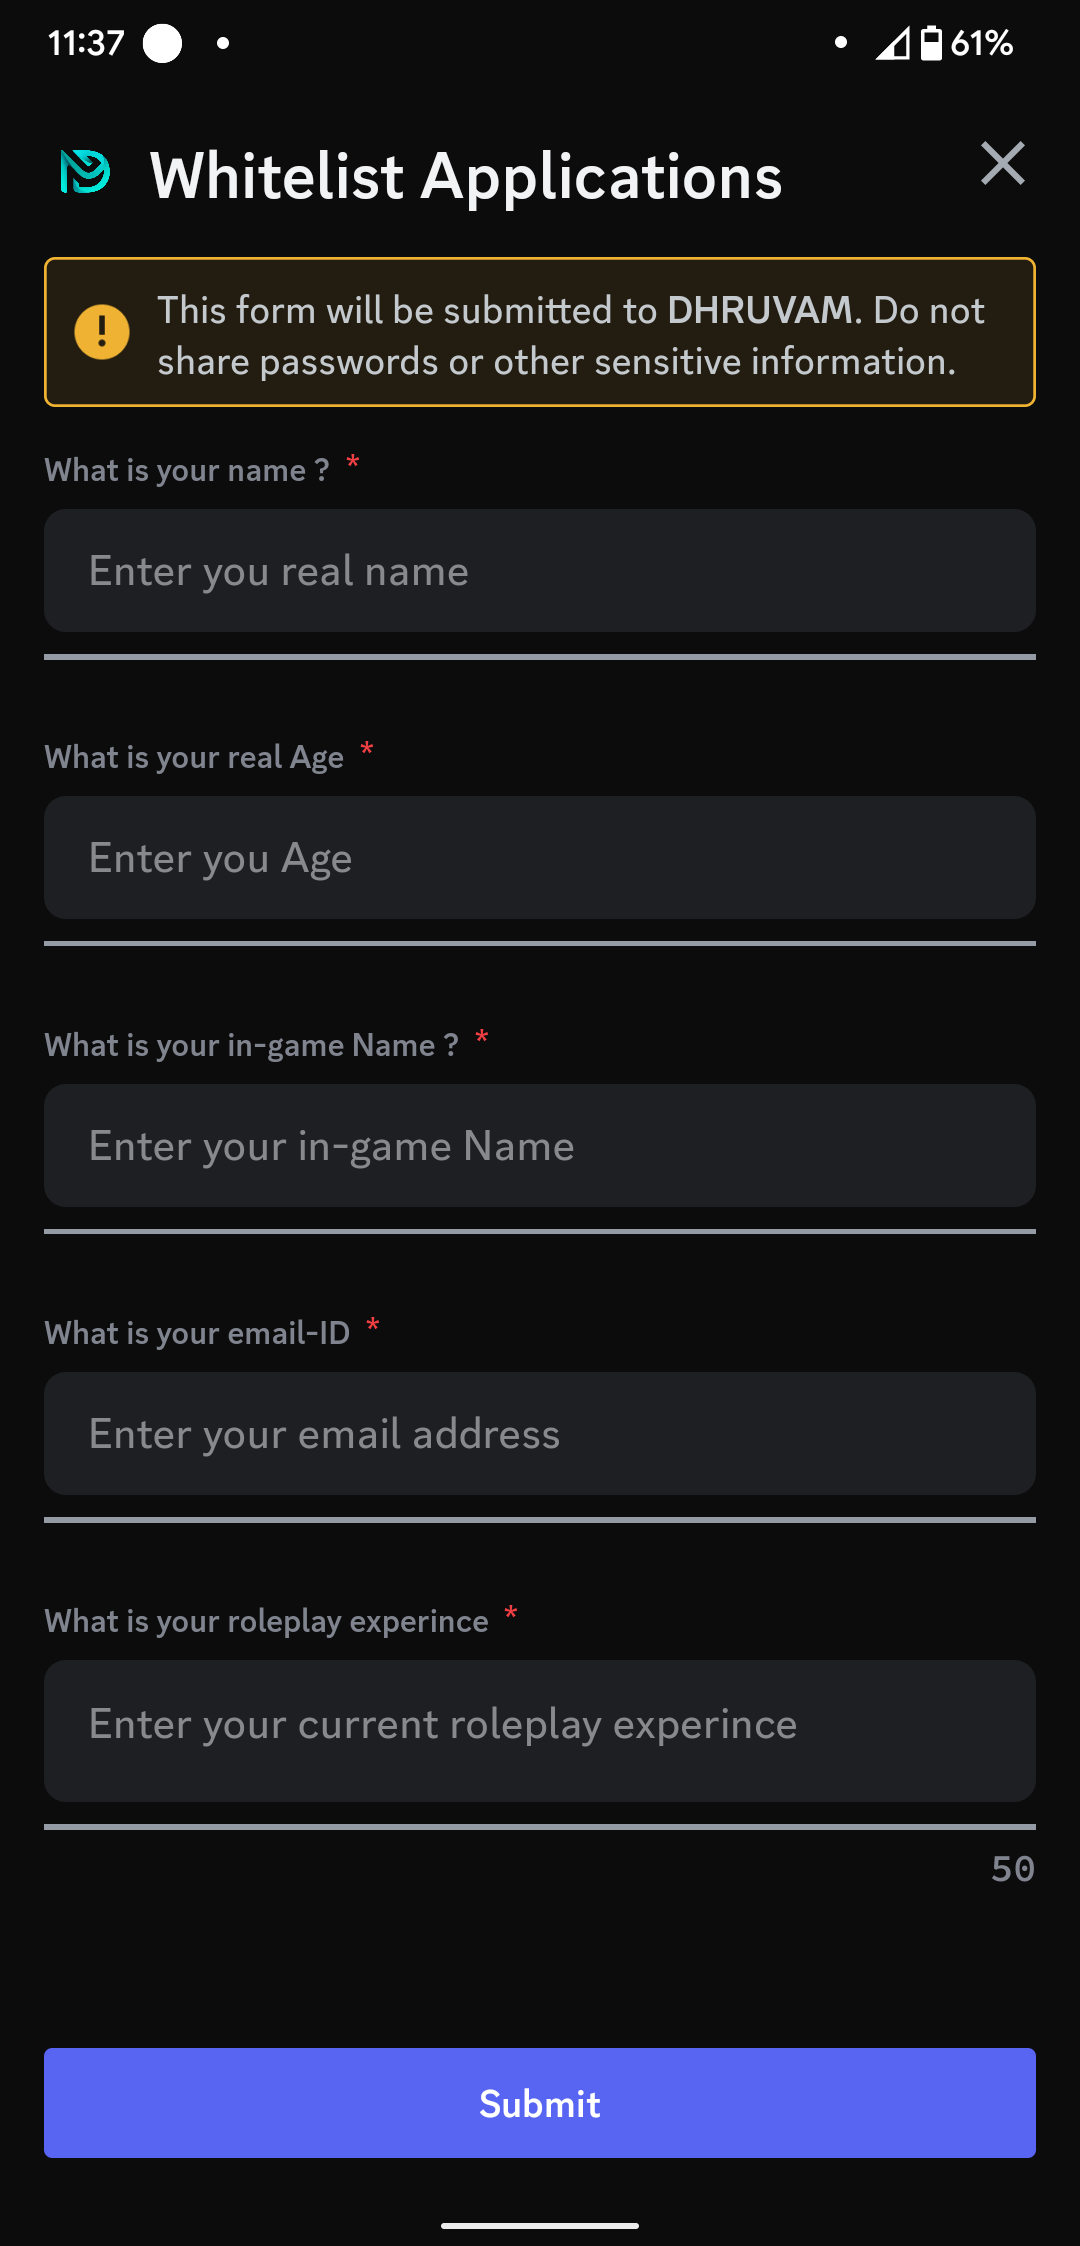 11:37
61%
Whitelist Applications
This form will be submitted to DHRUVAM. Do not
share passwords or other sensitive information.
What is your name ? *
Enter you real name
What is your real Age *
Enter you Age
What is your in-game Name ? *
Enter your in-game Name
What is your email-ID *
Enter your email address
What is your roleplay experince *
Enter your current roleplay experince
50
Submit